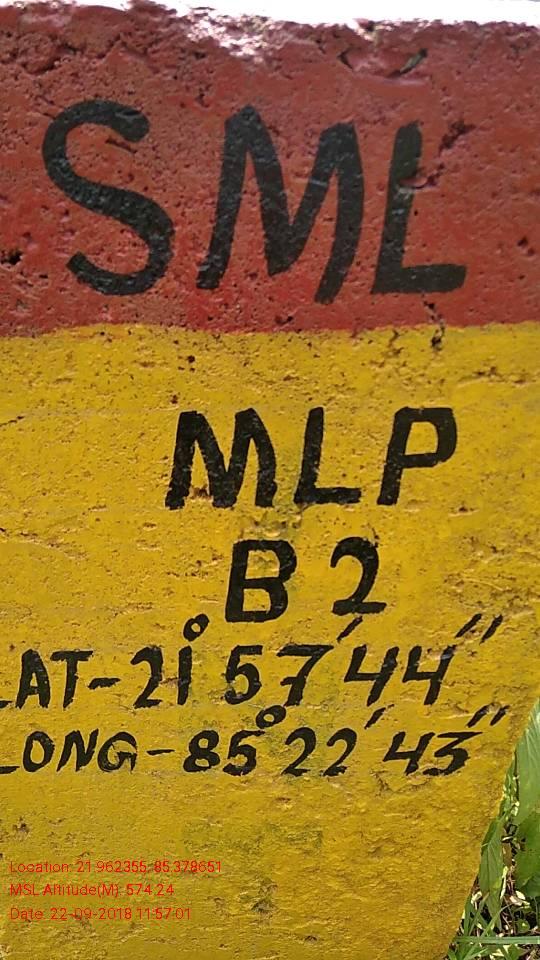 SML
MLP
B 2
LAT-21° 57' 44"
LONG-85° 22' 43"
Location: 21.962355, 85.378651
MSL Altitude(M): 574.24
Date: 22-09-2018 11:57:01